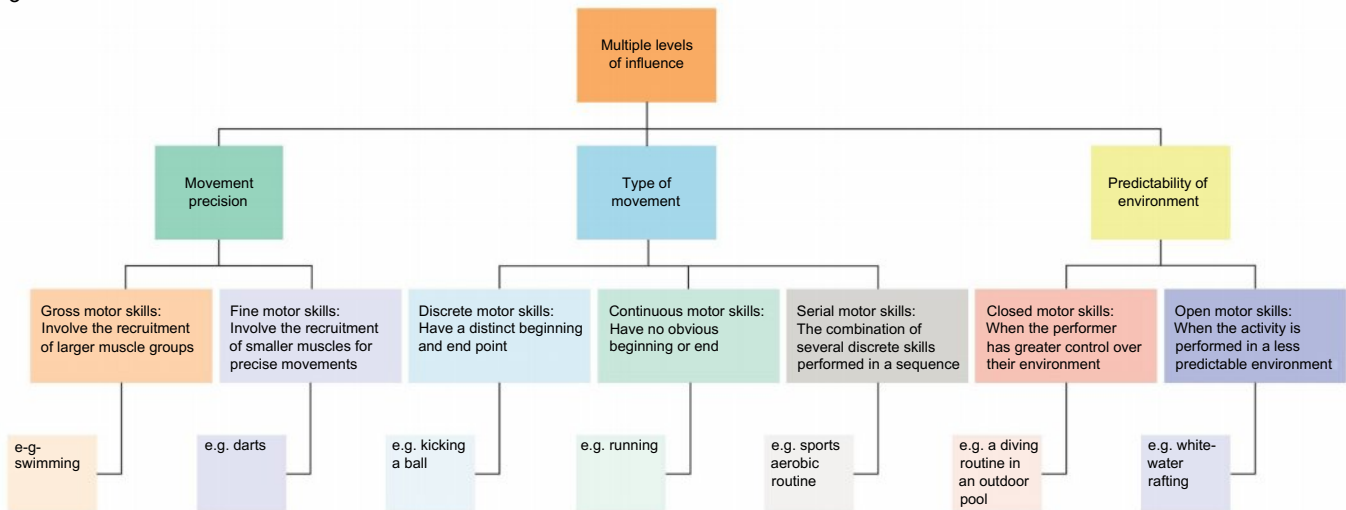 Multiple levels
of influence
Movement
precision
Type of
movement
Predictability of
environment
Gross motor skills:
Involve the recruitment
of larger muscle groups
Fine motor skills:
Involve the recruitment
of smaller muscles for
precise movements
Discrete motor skills:
Have a distinct beginning
and end point
Continuous motor skills:
Have no obvious
beginning or end
Serial motor skills:
The combination of
several discrete skills
performed in a sequence
Closed motor skills:
When the performer
has greater control over
their environment
Open motor skills:
When the activity is
performed in a less
predictable environment
e-g-
swimming
e.g. darts
e.g. kicking
a ball
e.g. running
e.g. sports
aerobic
routine
e.g. a diving
routine in
an outdoor
pool
e.g. white-
water
rafting